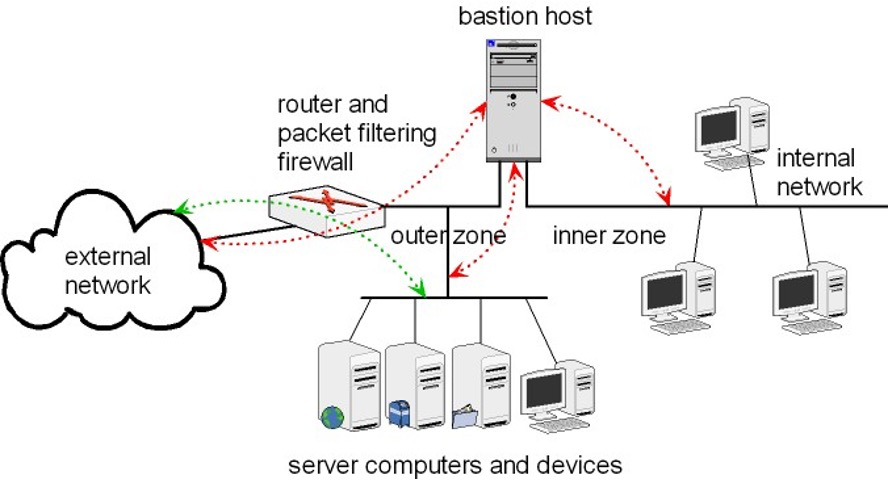 bastion host
router and
packet filtering
firewall
internal
network
outer zone
inner zone
external
network
server computers and devices